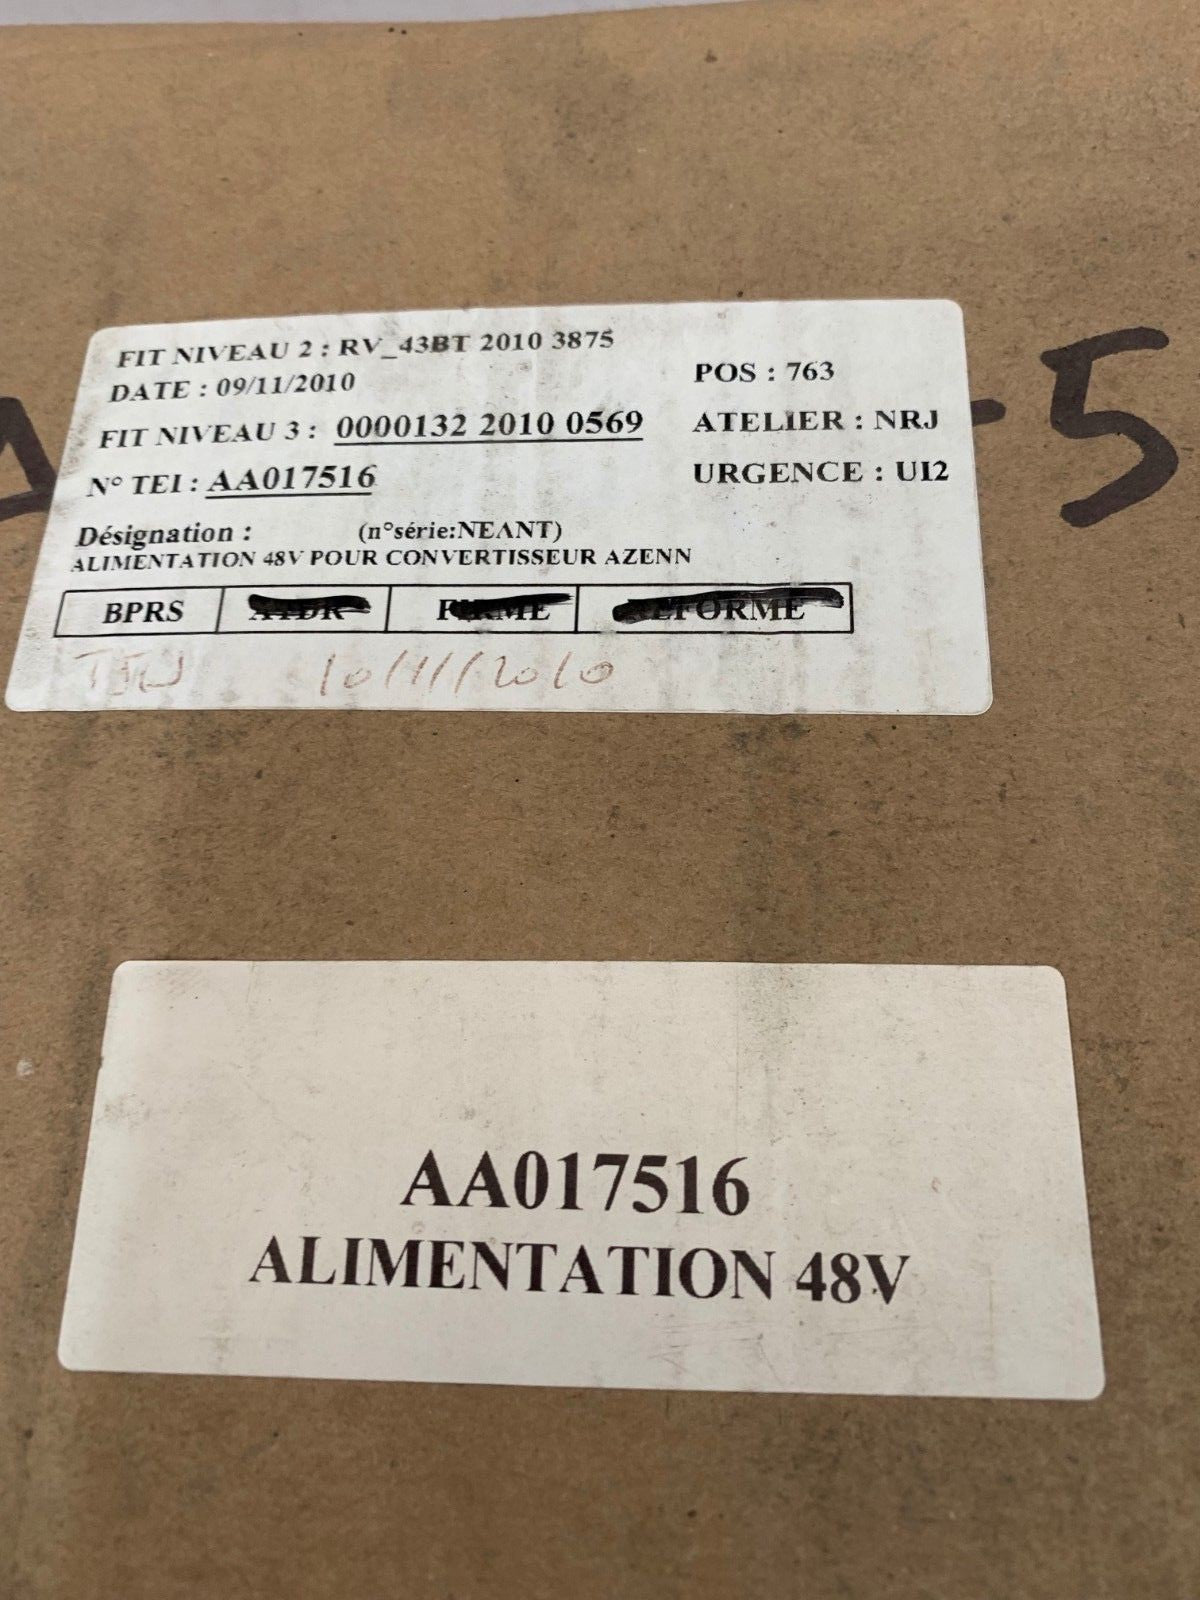 FIT NIVEAU 2 : RV_43BT 2010 3875
DATE : 09/11/2010
POS : 763
FIT NIVEAU 3 : 0000132 2010 0569
ATELIER : NRJ
N° TEI : AA017516
URGENCE : UI2
Désignation : (n°série:NEANT)
ALIMENTATION 48V POUR CONVERTISSEUR AZENN
BPRS
10/11/2010
-5
AA017516
ALIMENTATION 48V